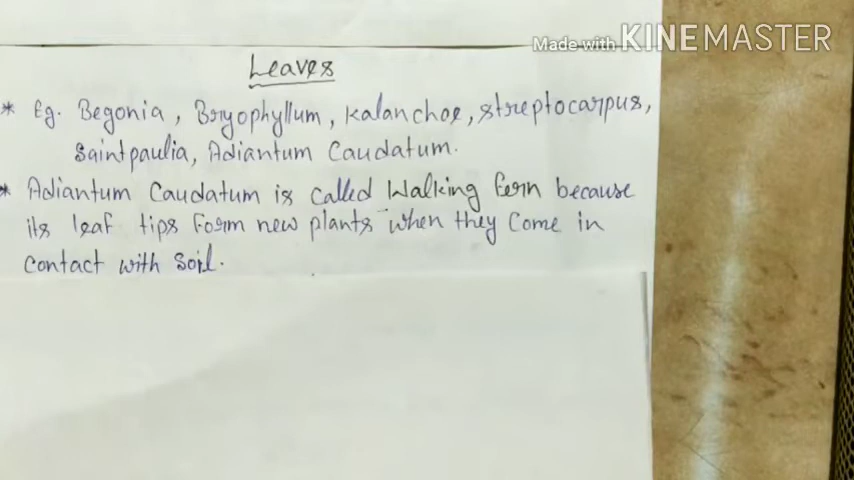 Made with KINEMASTER
Leaves
* Eg. Begonia, Bryophyllum, Kalanchoe, Streptocarpus,
Saintpaulia, Adiantum Caudatum.
* Adiantum Caudatum is called Walking fern because
its leaf tips form new plants when they come in
contact with soil.